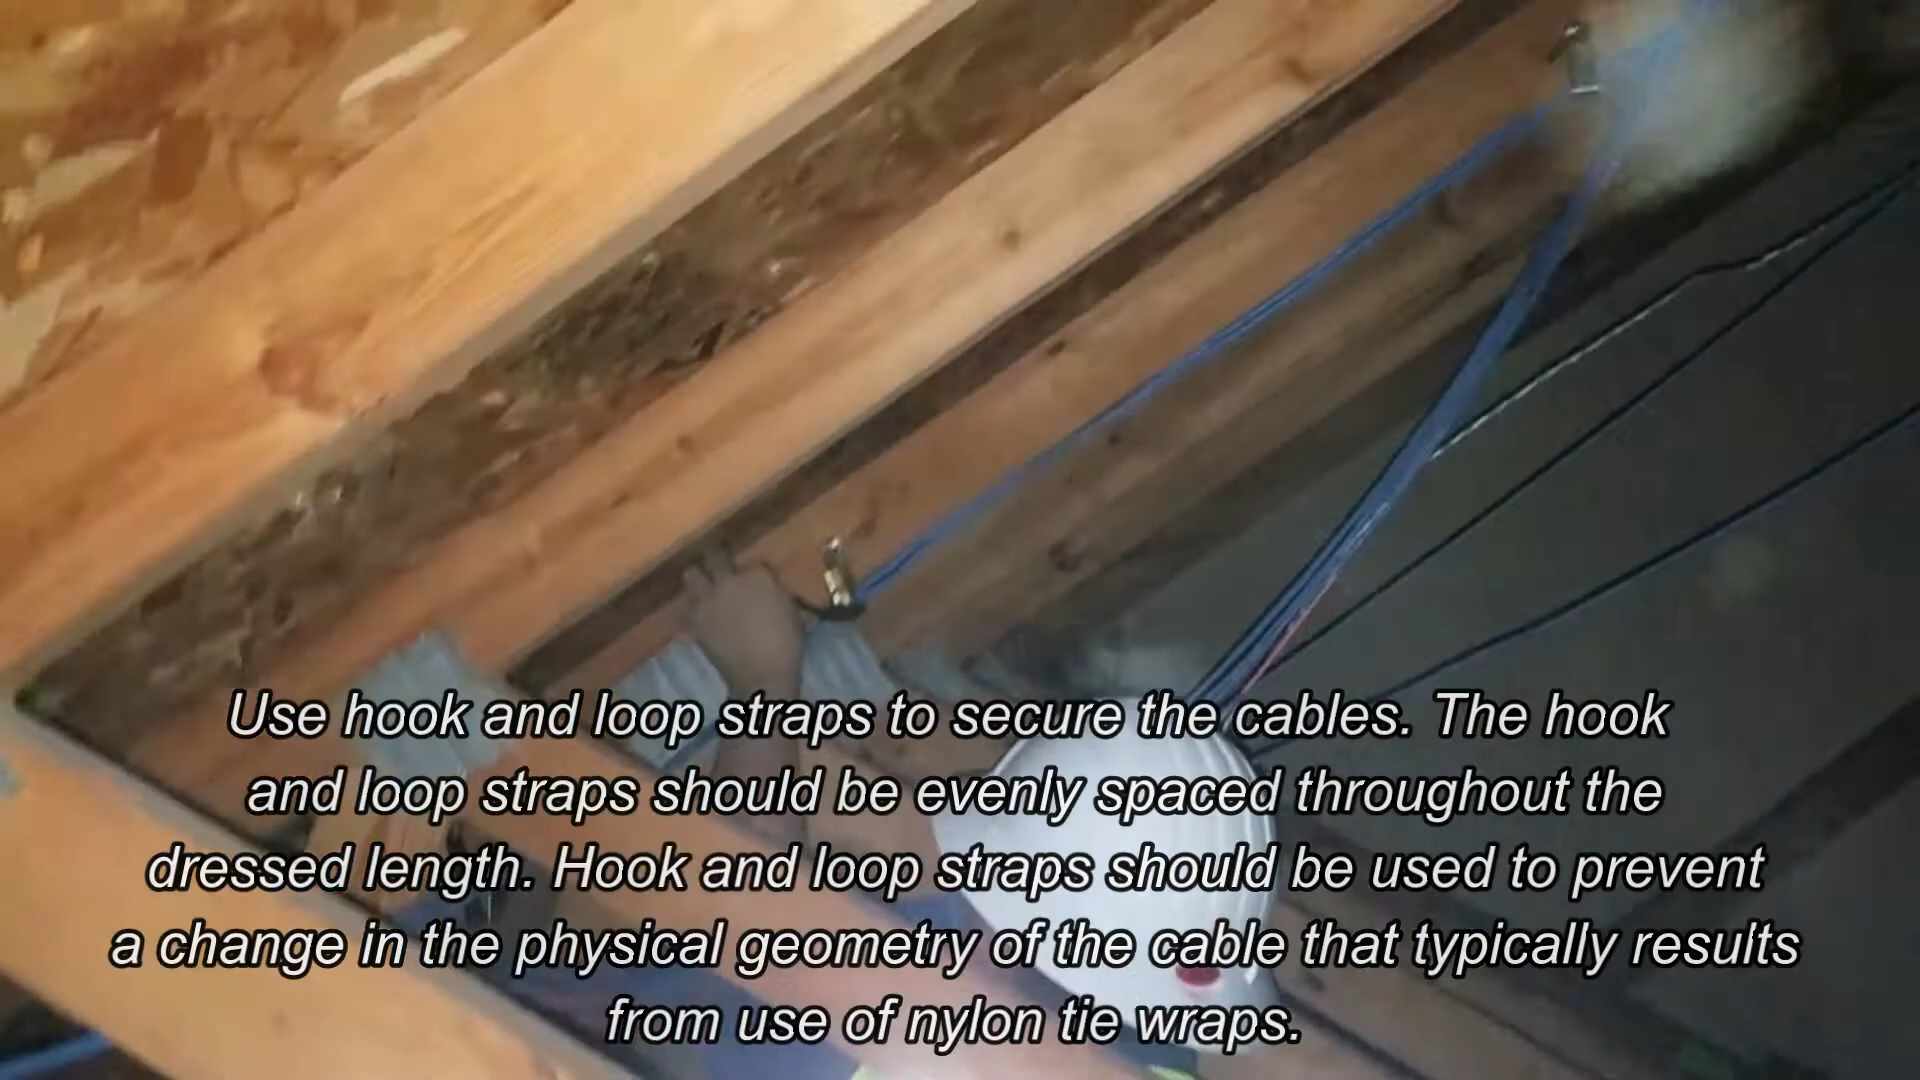 Use hook and loop straps to secure the cables. The hook
and loop straps should be evenly spaced throughout the
dressed length. Hook and loop straps should be used to prevent
a change in the physical geometry of the cable that typically results
from use of nylon tie wraps.